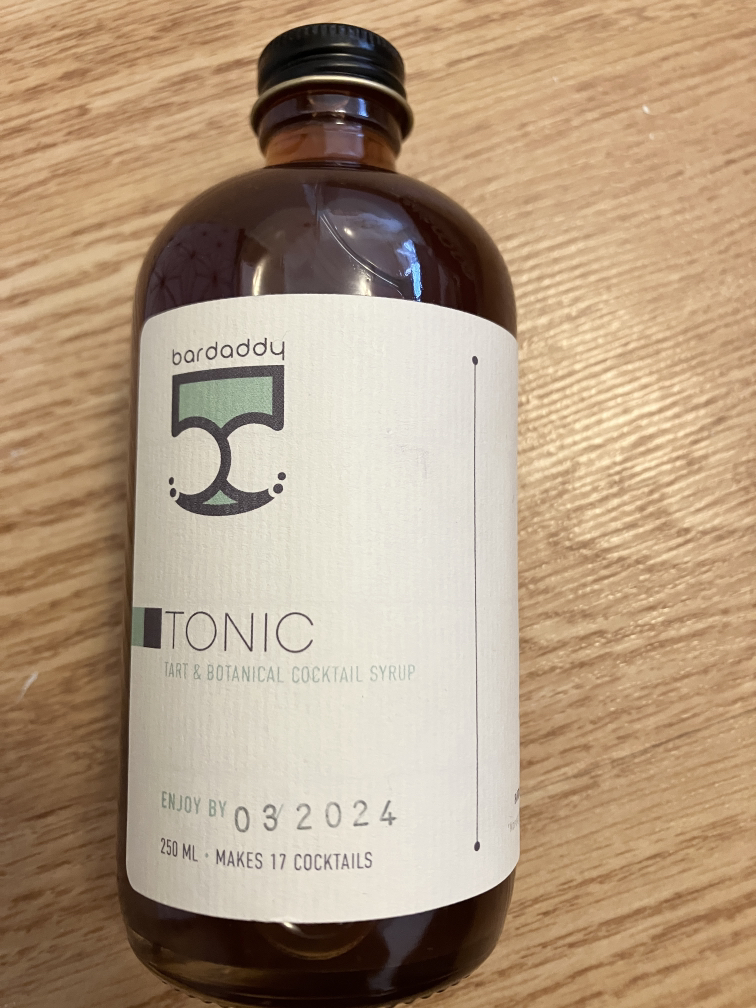 bardaddy
TONIC
TART & BOTANICAL COCKTAIL SYRUP
ENJOY BY 03/2024
250 ML • MAKES 17 COCKTAILS